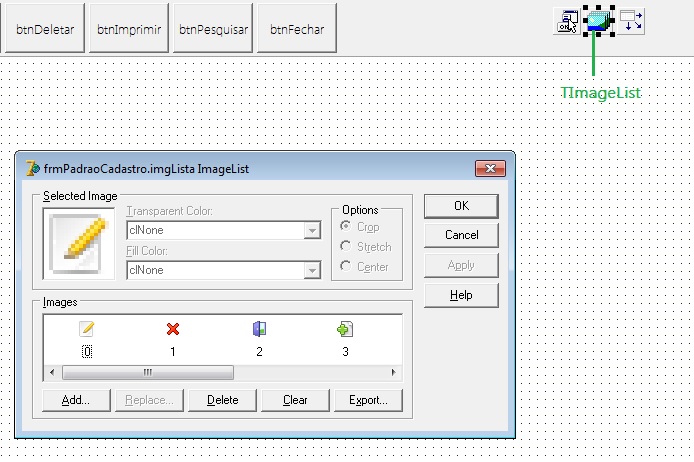 btnDeletar
btnImprimir
btnPesquisar
btnFechar
OK
TImageList
frmPadraoCadastro.imgLista ImageList
Selected Image
Transparent Color:
clNone
Fill Color:
clNone
Options
Crop
Stretch
Center
OK
Cancel
Apply
Help
Images
0
1
2
3
Add...
Replace...
Delete
Clear
Export...